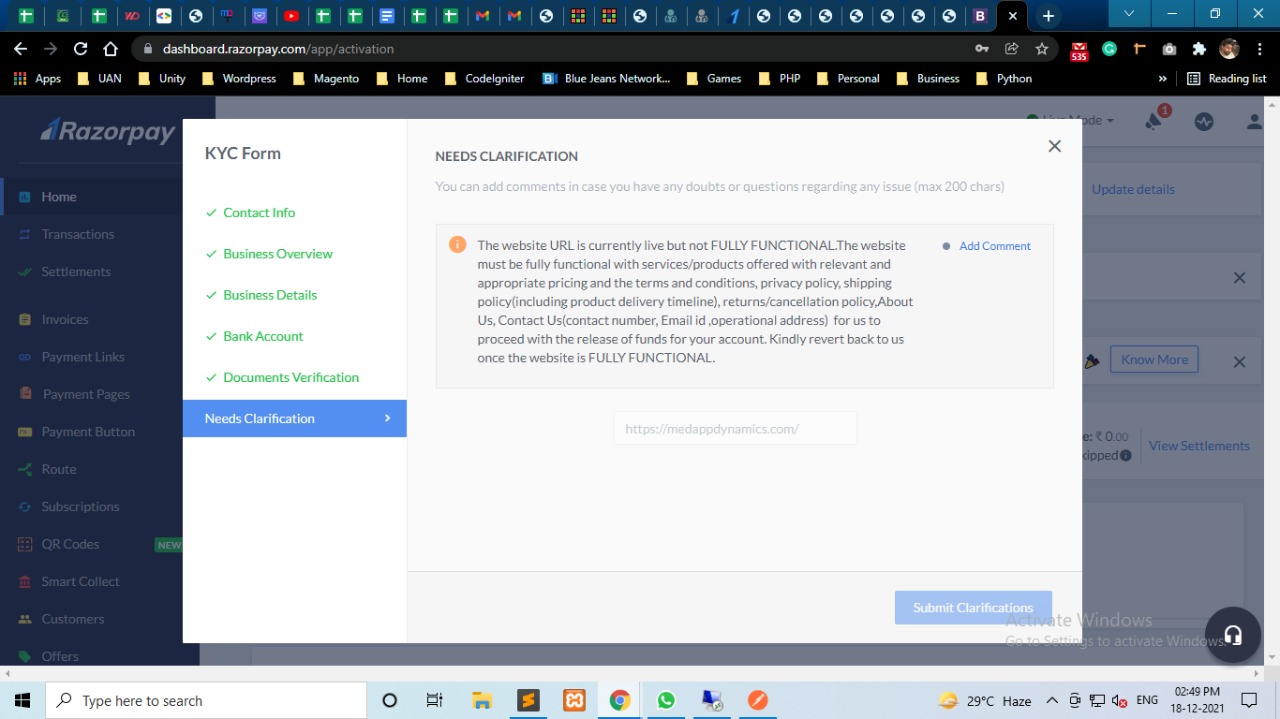 535
dashboard.razorpay.com/app/activation
Apps UAN Unity Wordpress Magento Home CodeIgniter Blue Jeans Network... Games PHP Personal Business Python » Reading list
Razorpay
Mode
1
KYC Form
NEEDS CLARIFICATION
You can add comments in case you have any doubts or questions regarding any issue (max 200 chars)
Home
Transactions
Settlements
Invoices
Payment Links
Payment Pages
Payment Button
Route
Subscriptions
QR Codes NEW
Smart Collect
Customers
Offers
Contact Info
Business Overview
Business Details
Bank Account
Documents Verification
Needs Clarification
The website URL is currently live but not FULLY FUNCTIONAL.The website
must be fully functional with services/products offered with relevant and
appropriate pricing and the terms and conditions, privacy policy, shipping
policy(including product delivery timeline), returns/cancellation policy,About
Us, Contact Us(contact number, Email id ,operational address) for us to
proceed with the release of funds for your account. Kindly revert back to us
once the website is FULLY FUNCTIONAL.
Add Comment
https://medappdynamics.com/
Submit Clarifications
Update details
Know More
e: ₹ 0.00
kipped
View Settlements
Activate Windows
Go to Settings to activate Windows.
Type here to search
29°C Haze
ENG
02:49 PM
18-12-2021